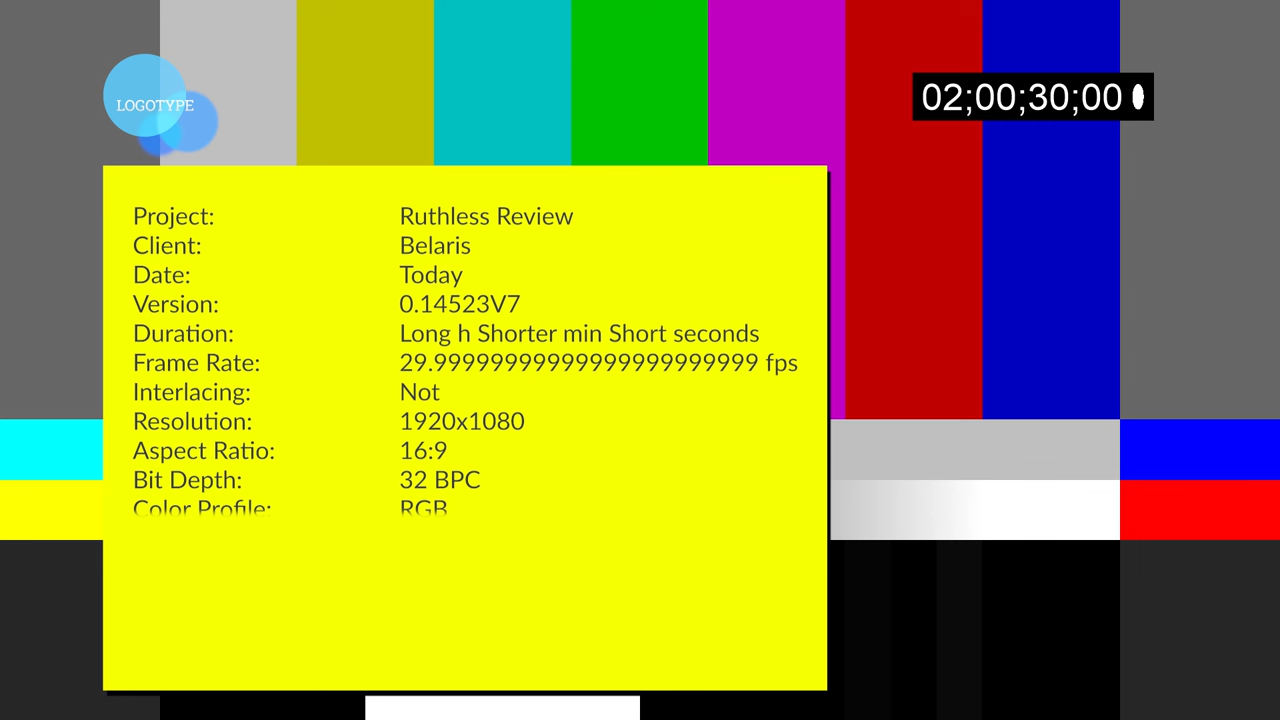 LOGOTYPE
02;00;30;00
Project: Ruthless Review
Client: Belaris
Date: Today
Version: 0.14523V7
Duration: Long h Shorter min Short seconds
Frame Rate: 29.99999999999999999999999 fps
Interlacing: Not
Resolution: 1920x1080
Aspect Ratio: 16:9
Bit Depth: 32 BPC
Color Profile: RGB